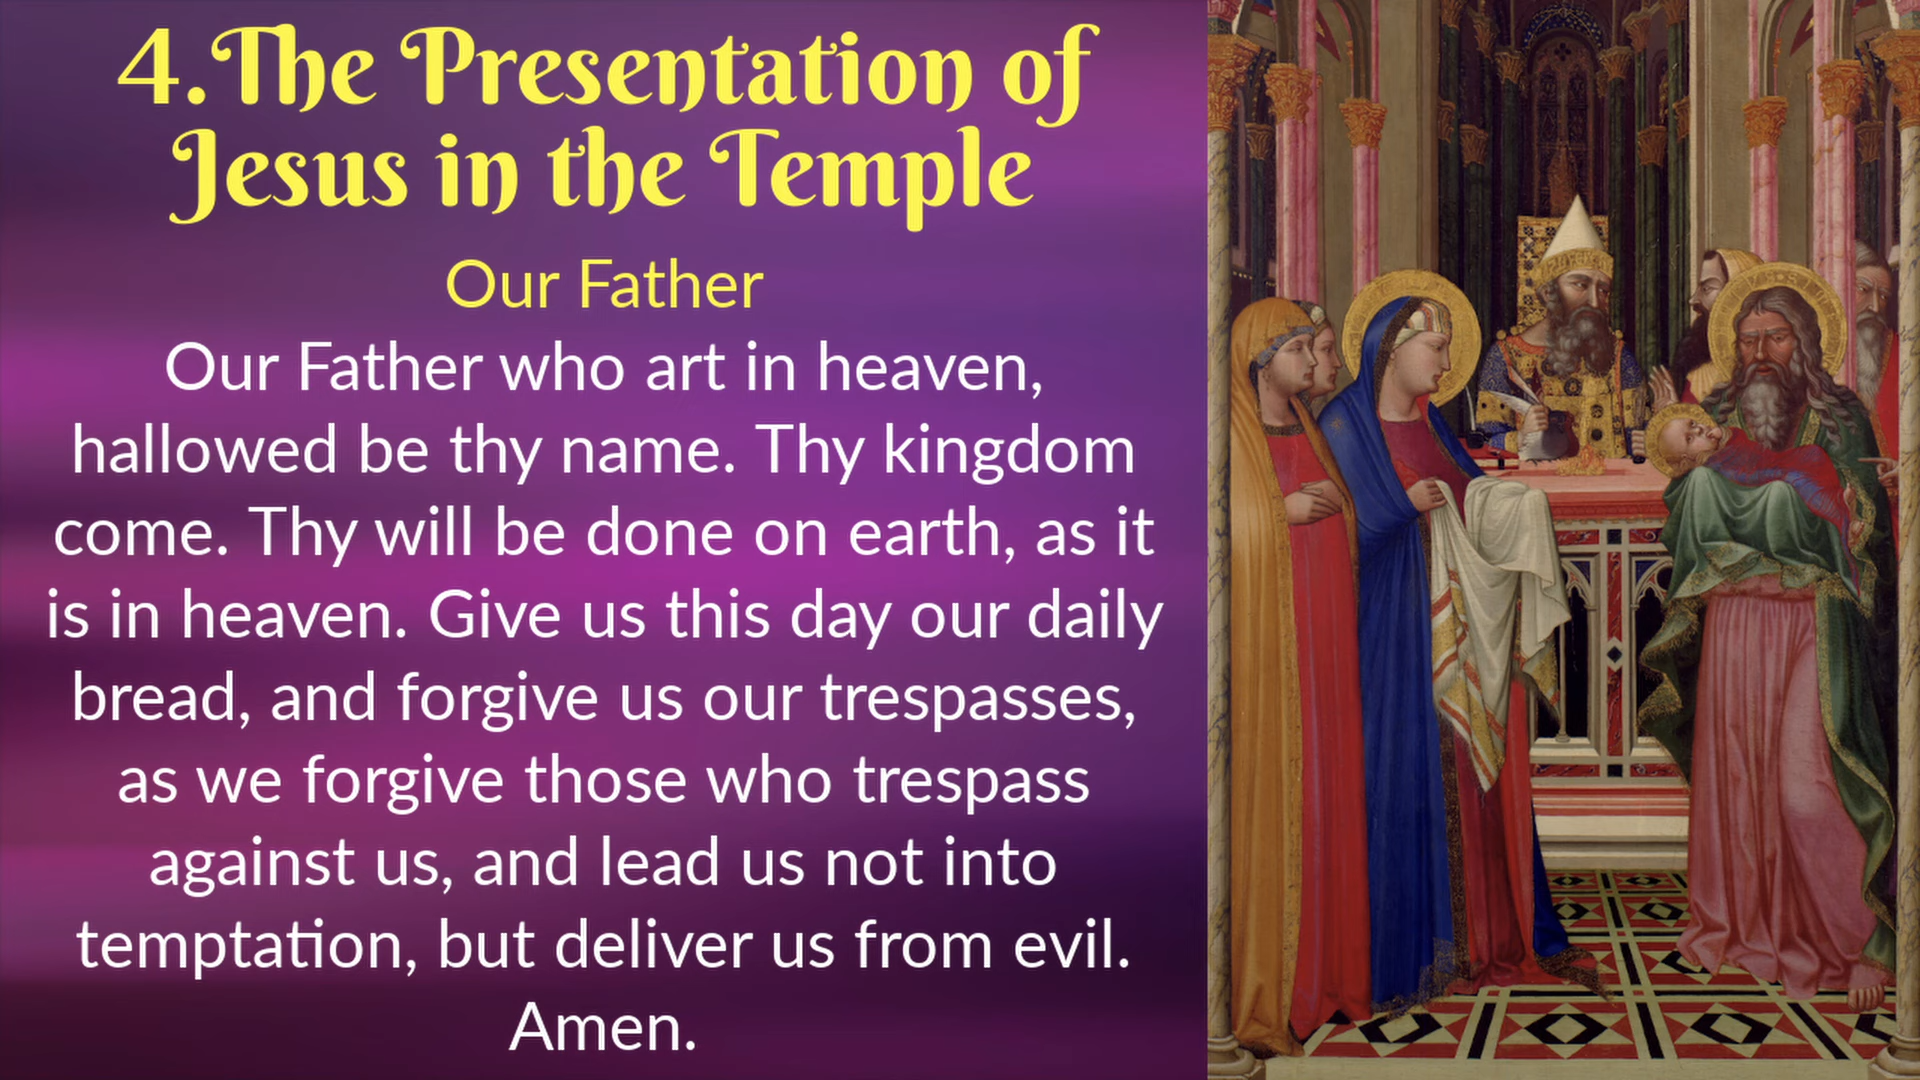 4.The Presentation of
Jesus in the Temple
Our Father
Our Father who art in heaven,
hallowed be thy name. Thy kingdom
come. Thy will be done on earth, as it
is in heaven. Give us this day our daily
bread, and forgive us our trespasses,
as we forgive those who trespass
against us, and lead us not into
temptation, but deliver us from evil.
Amen.